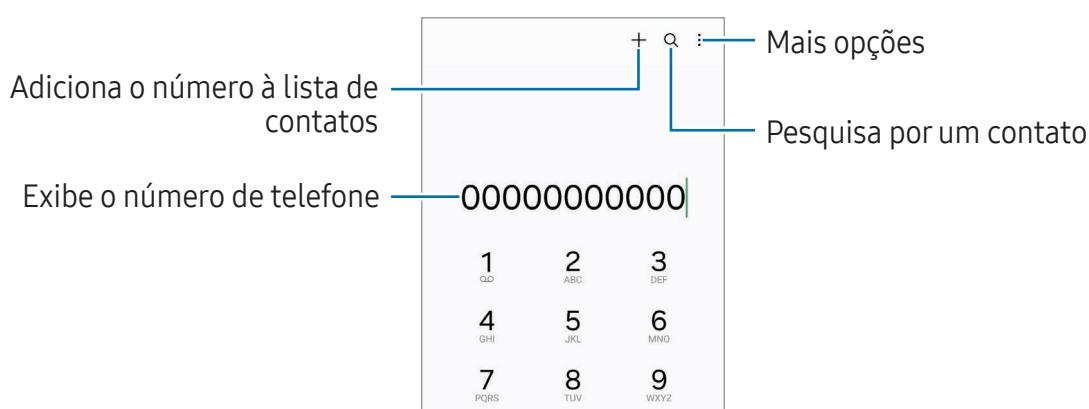 Mais opções
Adiciona o número à lista de
contatos
Pesquisa por um contato
Exibe o número de telefone
00000000000
1 2 3
ABC DEF
4 5 6
GHI JKL MNO
7 8 9
PQRS TUV WXYZ